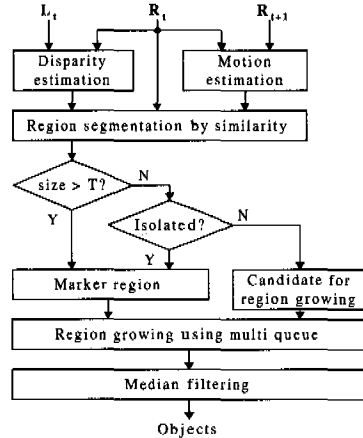 L_t R_t R_{t+1}
Disparity estimation
Motion estimation
Region segmentation by similarity
size > T?
N
Y
Isolated?
N
Y
Marker region
Candidate for region growing
Region growing using multi queue
Median filtering
Objects